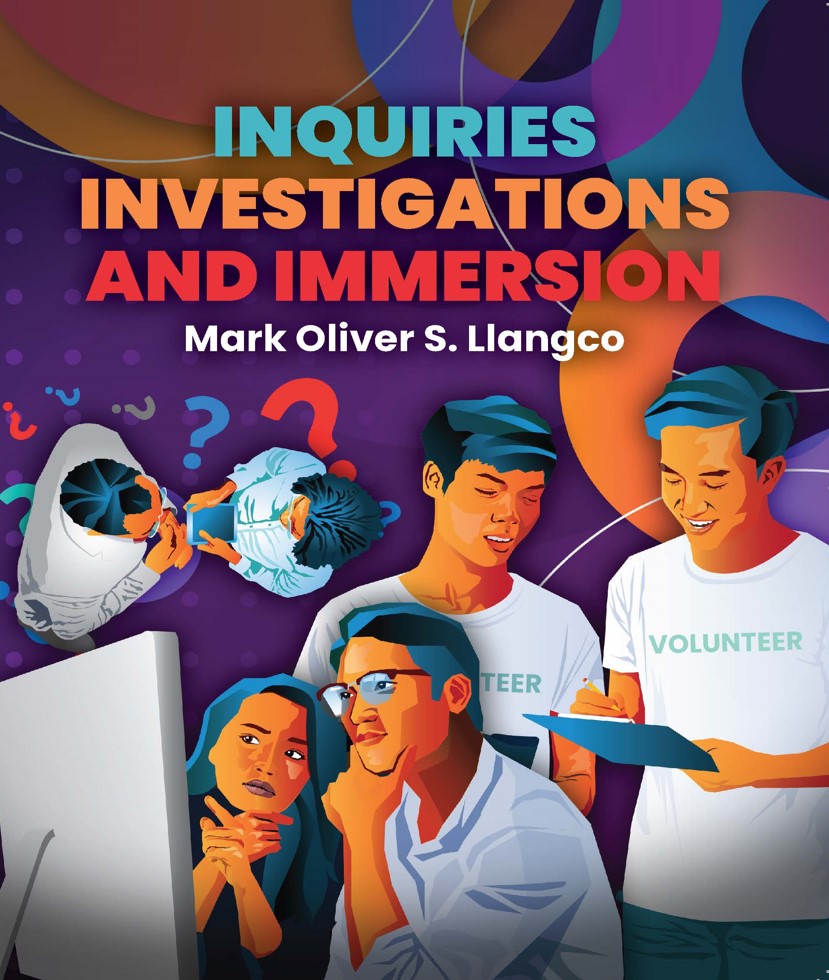 INQUIRIES
INVESTIGATIONS
AND IMMERSION
Mark Oliver S. Llangco
VOLUNTEER
TEER